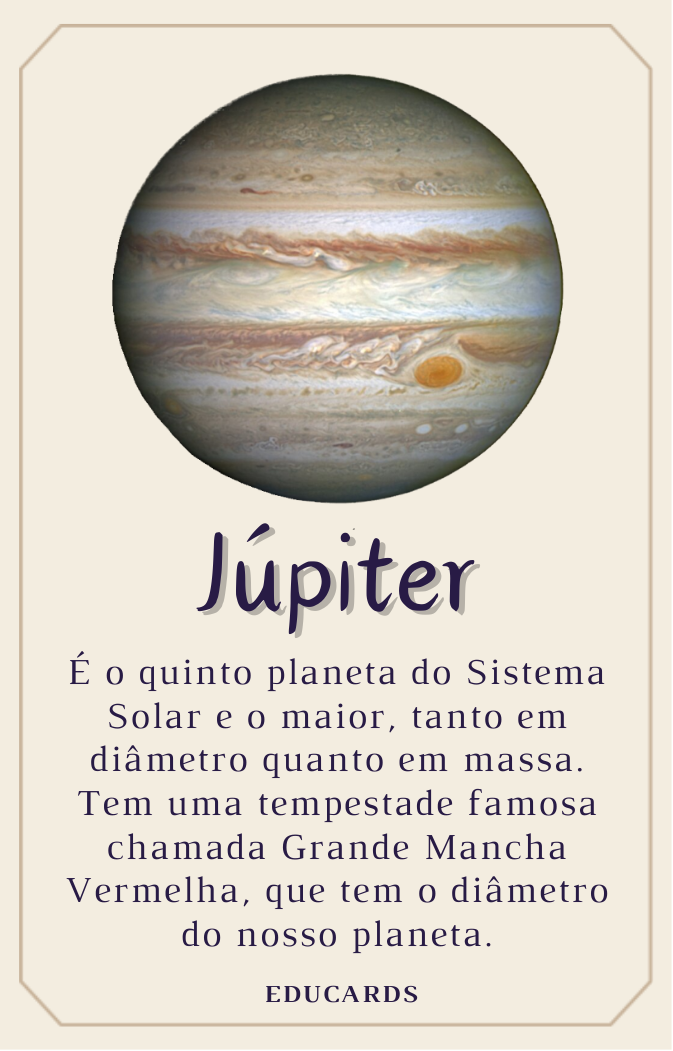 Júpiter
É o quinto planeta do Sistema
Solar e o maior, tanto em
diâmetro quanto em massa.
Tem uma tempestade famosa
chamada Grande Mancha
Vermelha, que tem o diâmetro
do nosso planeta.
EDUCARDS